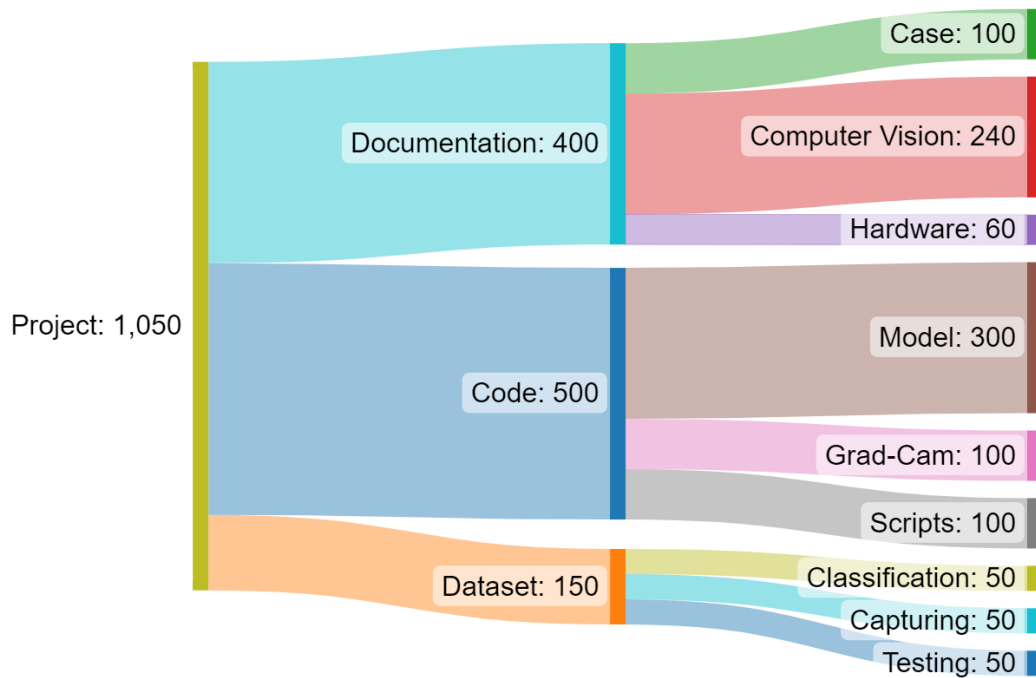 Case: 100
Computer Vision: 240
Documentation: 400
Hardware: 60
Project: 1,050
Model: 300
Code: 500
Grad-Cam: 100
Scripts: 100
Classification: 50
Dataset: 150
Capturing: 50
Testing: 50